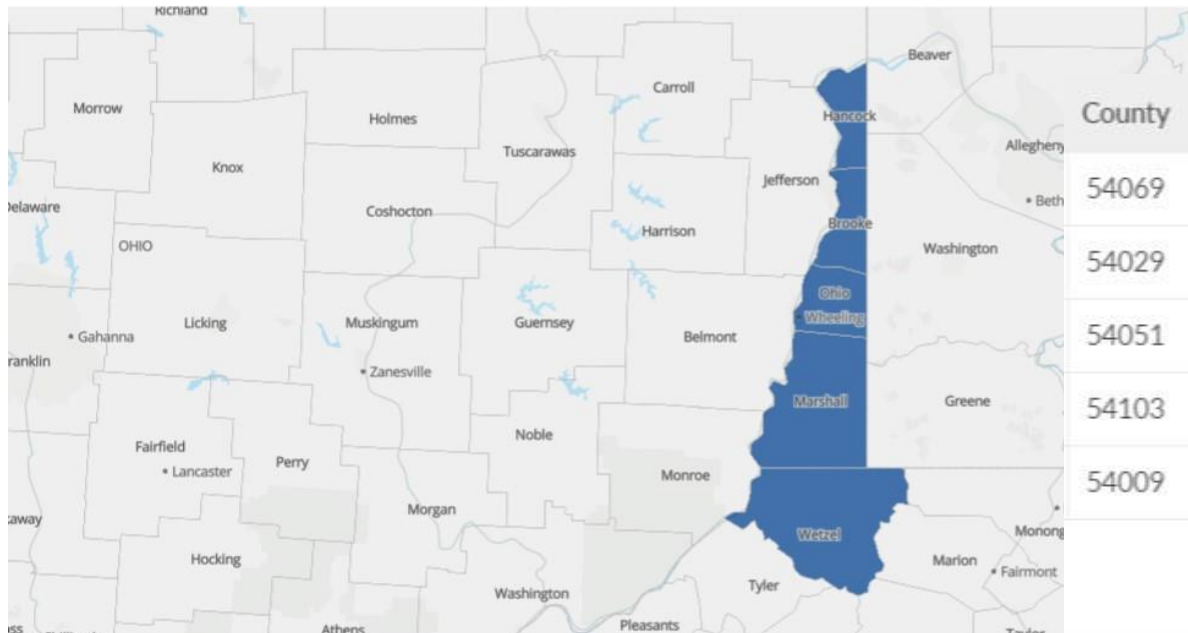 Richland
Beaver
Carroll
Morrow
Holmes
Hancock
County
Tuscarawas
Allegheny
Knox
Jefferson
54069
Beth
Delaware
Coshocton
Harrison
Brooke
OHIO
Washington
54029
Ohio
Licking
Muskingum
Guernsey
Wheeling
Gahanna
Belmont
54051
ranklin
Zanesville
Marshall
Greene
54103
Noble
Fairfield
Perry
Lancaster
Monroe
54009
Morgan
kaway
Wetzel
Monong
Hocking
Marion
Fairmont
Washington
Tyler
Pleasants
Athens